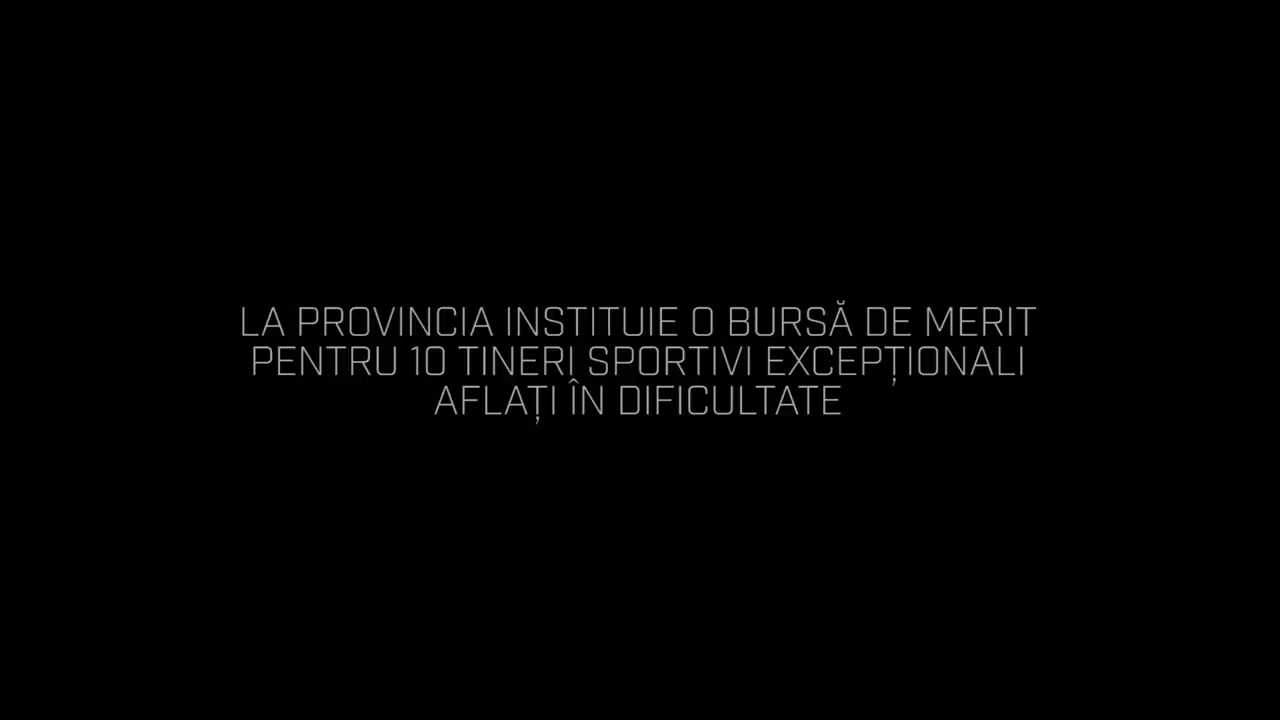 LA PROVINCIA INSTITUIE O BURSĂ DE MERIT
PENTRU 10 TINERI SPORTIVI EXCEPȚIONALI
AFLAȚI ÎN DIFICULTATE